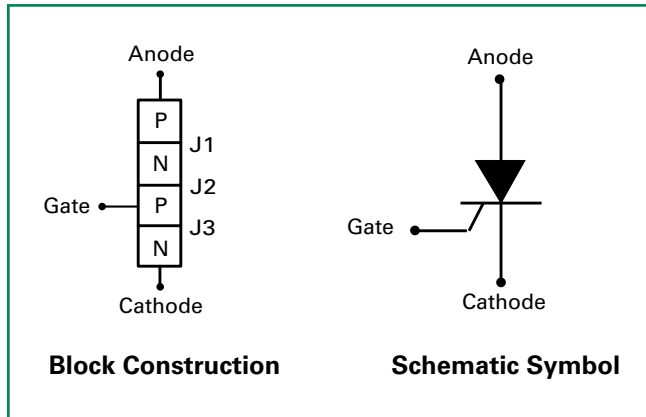 Anode
P
J1
N
J2
Gate
P
J3
N
Cathode
Block Construction
Anode
Gate
Cathode
Schematic Symbol